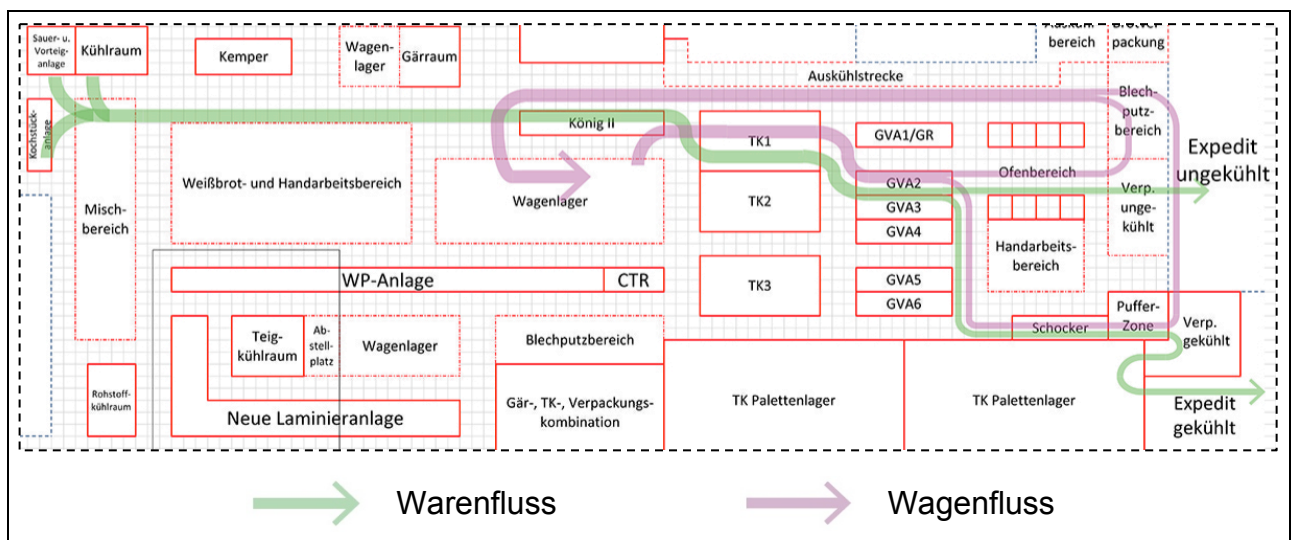 Sauer- u.
Vorteig-
anlage
Kühlraum
Kemper
Wagen-
lager
Gärraum
Auskühlstrecke
bereich
packung
Blech-
putz-
bereich
Kochstück-
anlage
König II
TK1
GVA1/GR
Expedit
ungekühlt
Weißbrot- und Handarbeitsbereich
Wagenlager
Ofenbereich
GVA2
Verp.
unge-
kühlt
Misch-
bereich
TK2
GVA3
GVA4
Handarbeits-
bereich
WP-Anlage
CTR
TK3
GVA5
GVA6
Puffer-
Zone
Schocker
Verp.
gekühlt
Teig-
kühlraum
Ab-
stell-
platz
Wagenlager
Blechputzbereich
Rohstoff-
kühlraum
Neue Laminieranlage
Gär-, TK-, Verpackungs-
kombination
TK Palettenlager
TK Palettenlager
Expedit
gekühlt
Warenfluss
Wagenfluss